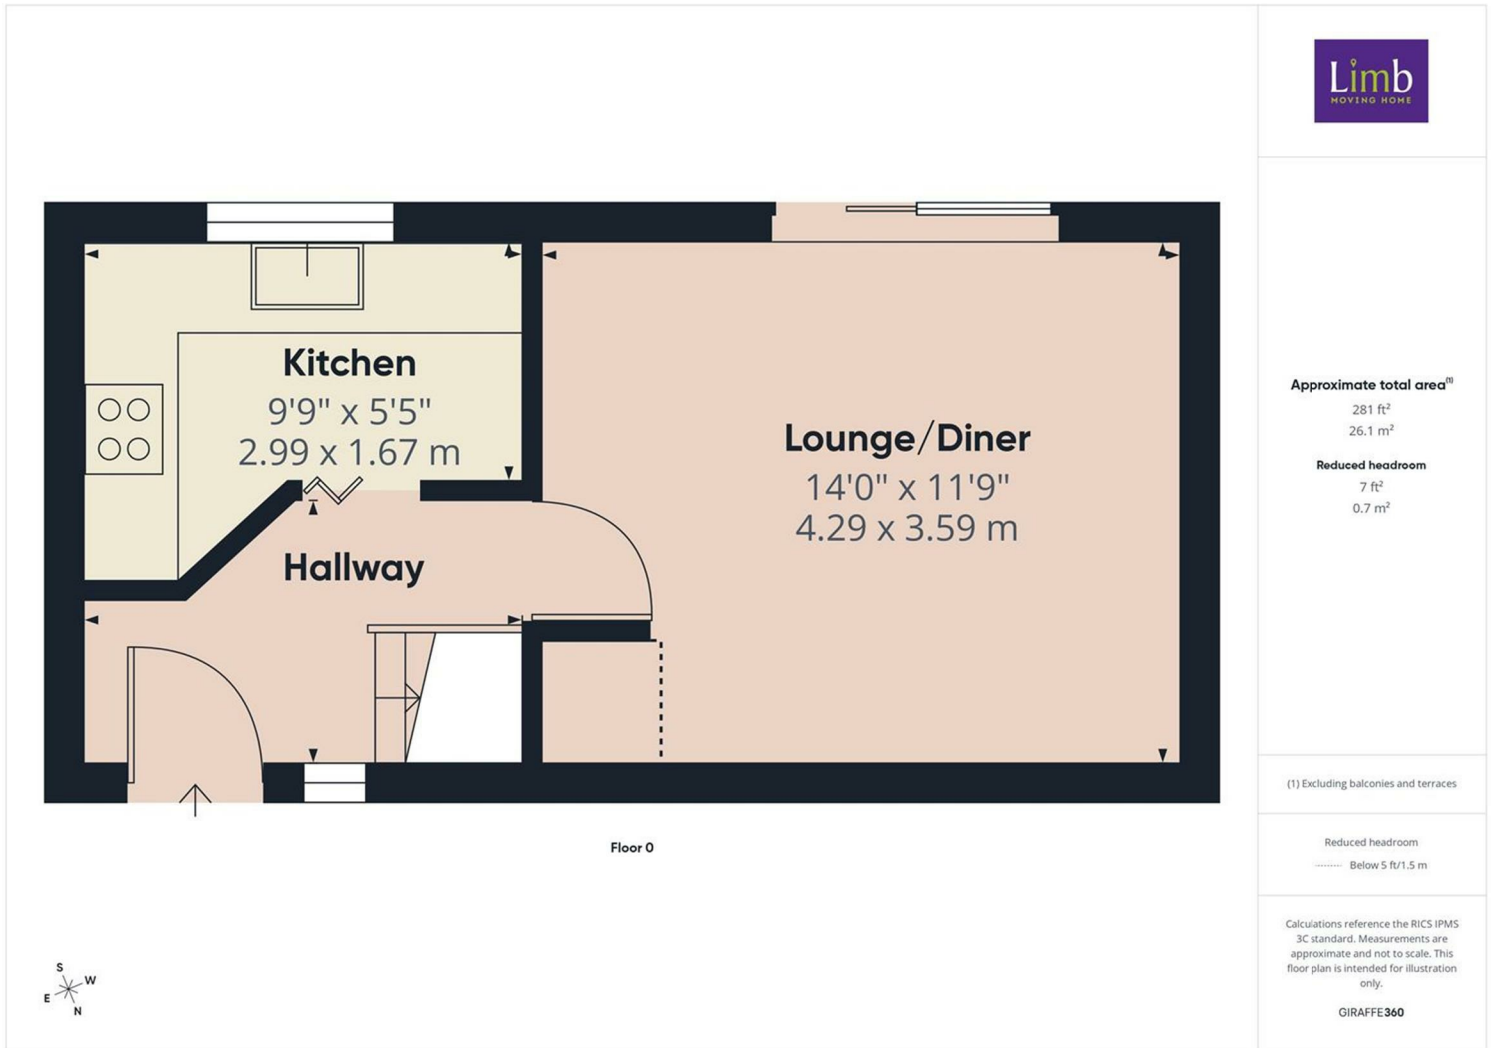 Limb
MOVING HOME
Kitchen
9'9" x 5'5"
2.99 x 1.67 m
Lounge/Diner
14'0" x 11'9"
4.29 x 3.59 m
Hallway
Floor 0
S
W
E
N
Approximate total area(1)
281 ft²
26.1 m²
Reduced headroom
7 ft²
0.7 m²
(1) Excluding balconies and terraces
Reduced headroom
Below 5 ft/1.5 m
Calculations reference the RICS IPMS
3C standard. Measurements are
approximate and not to scale. This
floor plan is intended for illustration
only.
GIRAFFE360